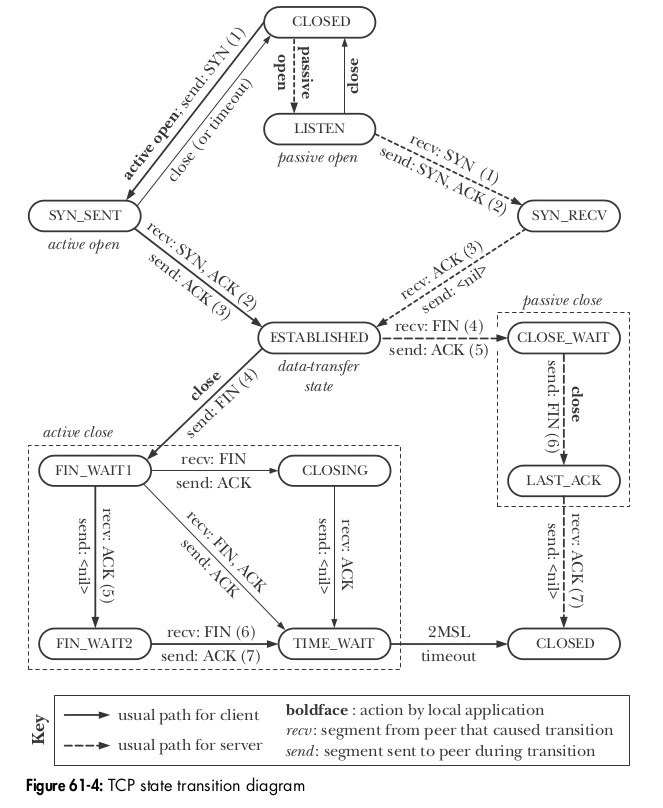 CLOSED
active open; send: SYN (1)
close (or timeout)
passive
open
close
LISTEN
passive open
recv: SYN (1)
send: SYN, ACK (2)
SYN_SENT
active open
SYN_RECV
recv: SYN, ACK (2)
send: ACK (3)
recv: ACK (3)
send: <nil>
ESTABLISHED
data-transfer
state
recv: FIN (4)
send: ACK (5)
passive close
CLOSE_WAIT
close
send: FIN (6)
LAST_ACK
recv: ACK (7)
send: <nil>
close
send: FIN (4)
active close
FIN_WAIT1
recv: FIN
send: ACK
CLOSING
recv: ACK (5)
send: <nil>
recv: FIN, ACK
send: ACK
recv: ACK
send: <nil>
FIN_WAIT2
recv: FIN (6)
send: ACK (7)
TIME_WAIT
2MSL
timeout
CLOSED
Key
usual path for client
usual path for server
boldface : action by local application
recv: segment from peer that caused transition
send: segment sent to peer during transition
Figure 61-4: TCP state transition diagram